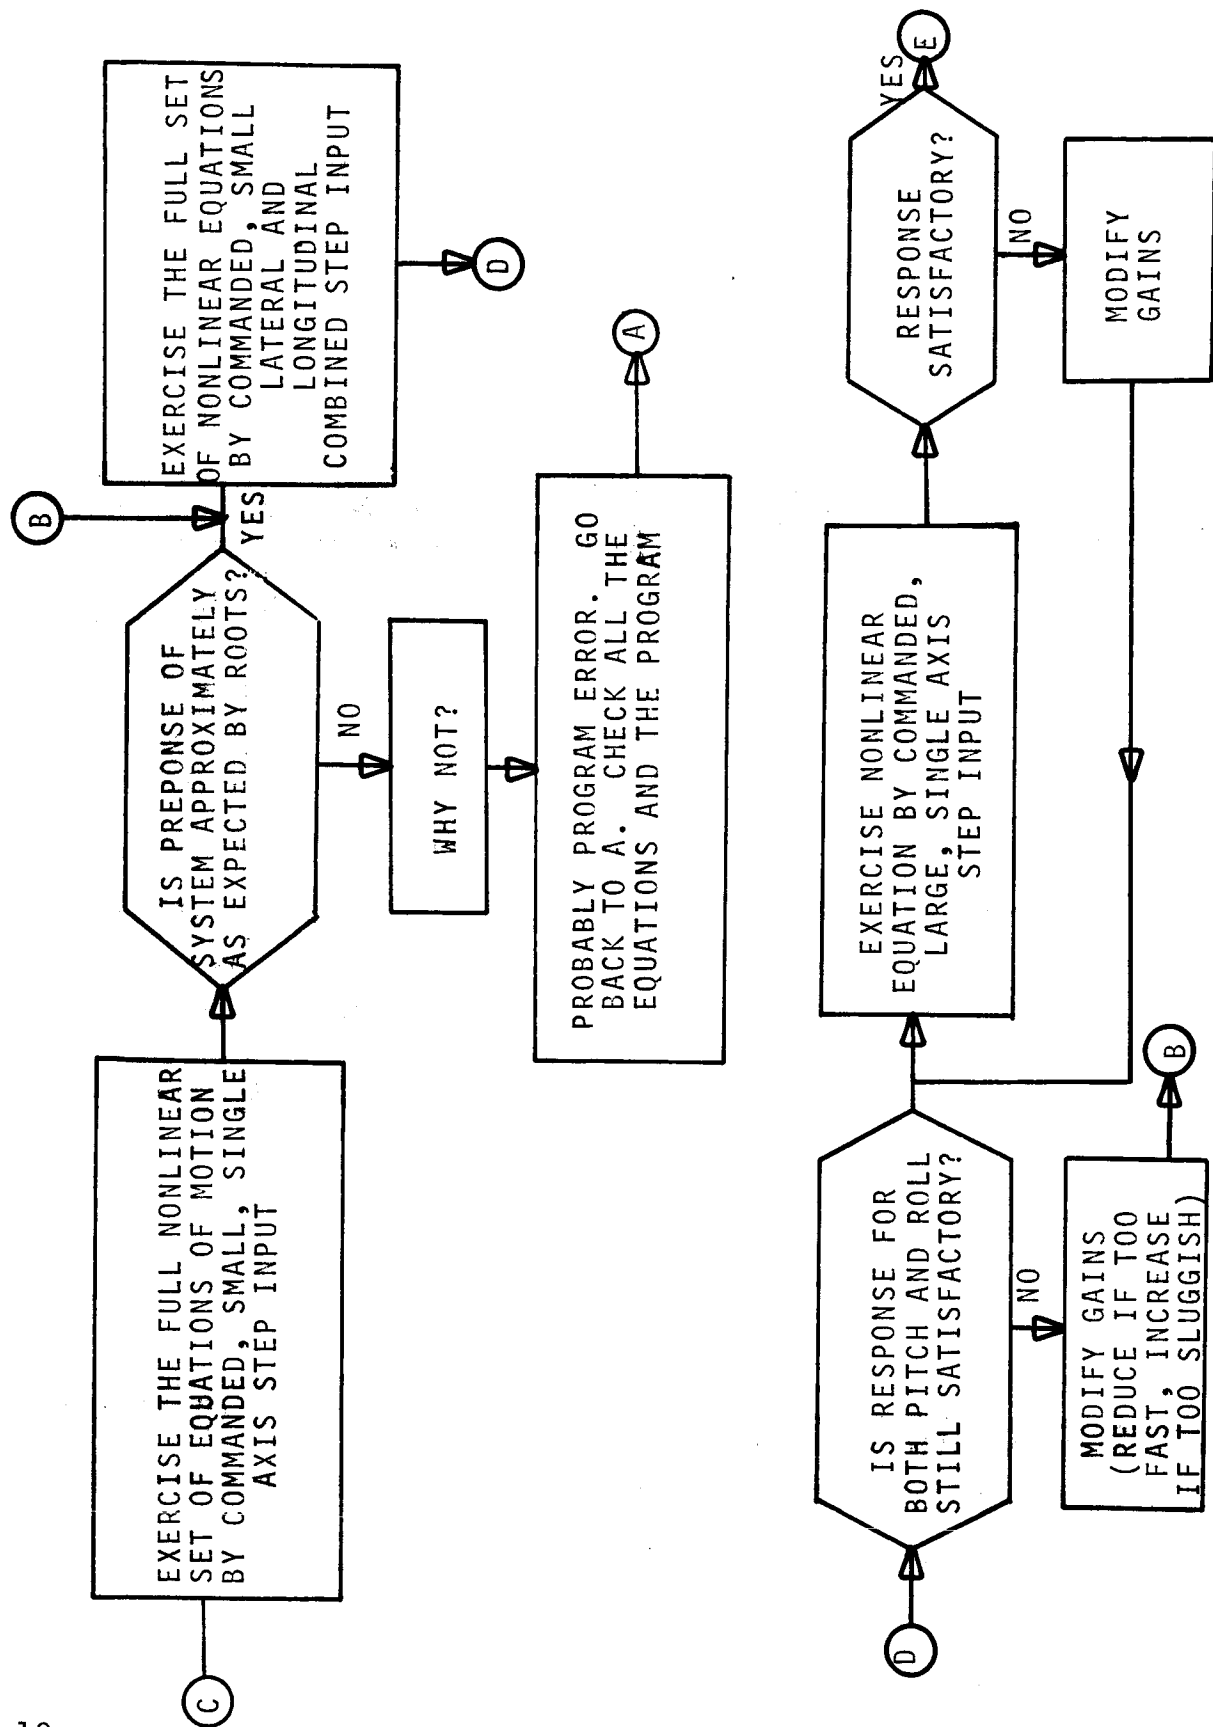 C
EXERCISE THE FULL NONLINEAR
SET OF EQUATIONS OF MOTION
BY COMMANDED, SMALL, SINGLE
AXIS STEP INPUT
IS PREPONSE OF
SYSTEM APPROXIMATELY
AS EXPECTED BY ROOTS?
YES
B
EXERCISE THE FULL SET
OF NONLINEAR EQUATIONS
BY COMMANDED, SMALL
LATERAL AND
LONGITUDINAL
COMBINED STEP INPUT
D
NO
WHY NOT?
PROBABLY PROGRAM ERROR. GO
BACK TO A. CHECK ALL THE
EQUATIONS AND THE PROGRAM
A
D
IS RESPONSE FOR
BOTH PITCH AND ROLL
STILL SATISFACTORY?
NO
MODIFY GAINS
(REDUCE IF TOO
FAST, INCREASE
IF TOO SLUGGISH)
B
EXERCISE NONLINEAR
EQUATION BY COMMANDED,
LARGE, SINGLE AXIS
STEP INPUT
RESPONSE
SATISFACTORY?
YES
E
NO
MODIFY
GAINS